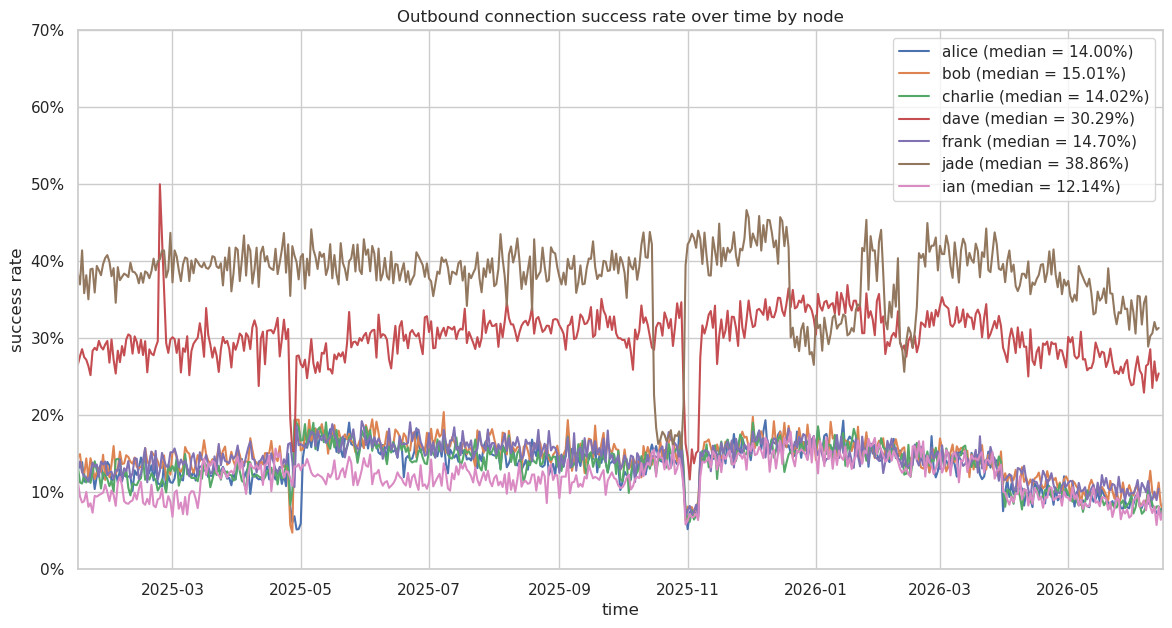 Outbound connection success rate over time by node
70%
60%
50%
40%
30%
20%
10%
0%
success rate
alice (median = 14.00%)
bob (median = 15.01%)
charlie (median = 14.02%)
dave (median = 30.29%)
frank (median = 14.70%)
jade (median = 38.86%)
ian (median = 12.14%)
2025-03 2025-05 2025-07 2025-09 2025-11 2026-01 2026-03 2026-05
time